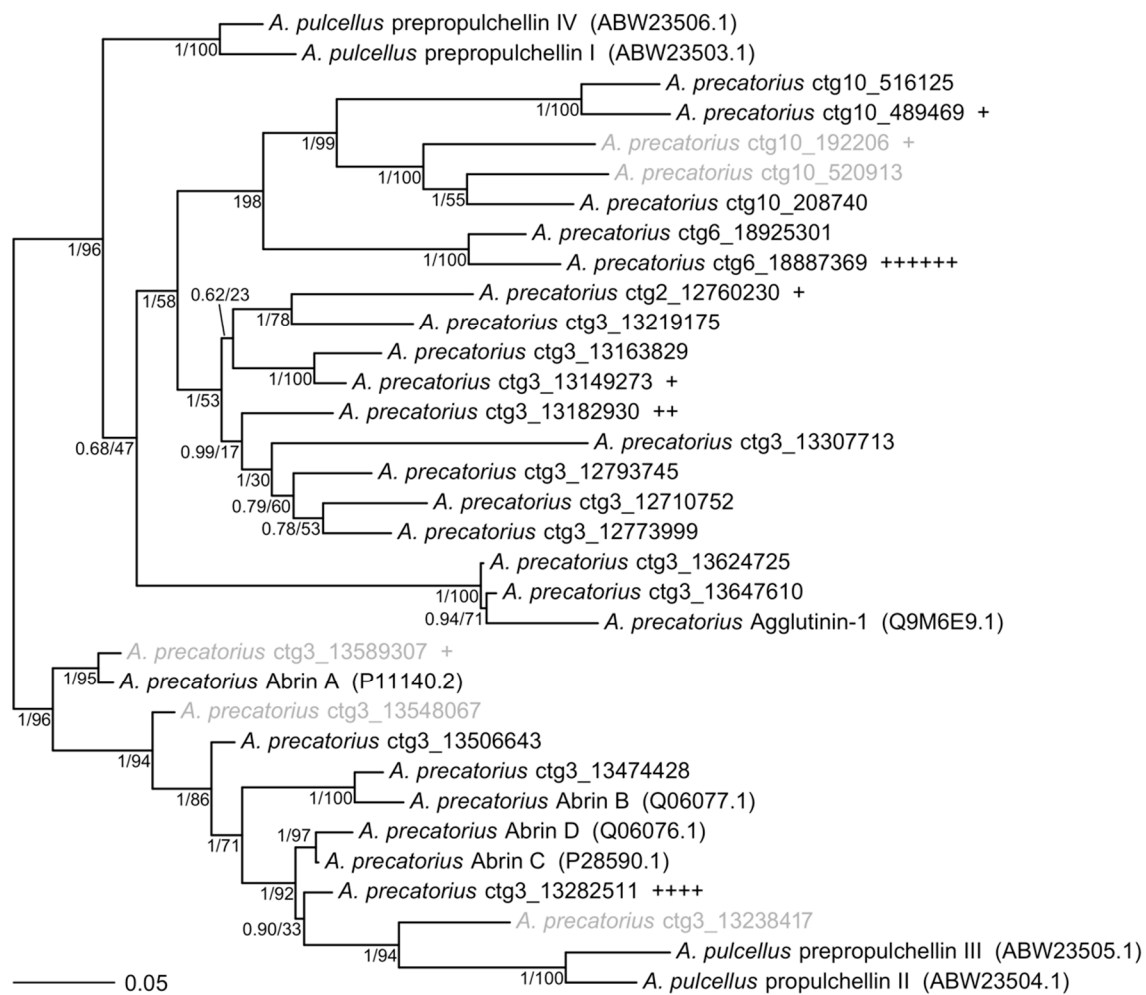 A. pulcellus prepropulchellin IV (ABW23506.1)
1/100
A. pulcellus prepropulchellin I (ABW23503.1)
A. precatorius ctg10_516125
1/100
A. precatorius ctg10_489469 +
1/99
A. precatorius ctg10_192206 +
1/100
A. precatorius ctg10_520913
1/55
A. precatorius ctg10_208740
198
A. precatorius ctg6_18925301
1/96
1/100
A. precatorius ctg6_18887369 ++++++
1/58
0.62/23
A. precatorius ctg2_12760230 +
1/78
A. precatorius ctg3_13219175
A. precatorius ctg3_13163829
1/100
A. precatorius ctg3_13149273 +
1/53
A. precatorius ctg3_13182930 ++
0.68/47
0.99/17
A. precatorius ctg3_13307713
1/30
A. precatorius ctg3_12793745
0.79/60
A. precatorius ctg3_12710752
0.78/53
A. precatorius ctg3_12773999
A. precatorius ctg3_13624725
1/100
A. precatorius ctg3_13647610
0.94/71
A. precatorius Agglutinin-1 (Q9M6E9.1)
A. precatorius ctg3_13589307 +
1/95
A. precatorius Abrin A (P11140.2)
1/96
A. precatorius ctg3_13548067
1/94
A. precatorius ctg3_13506643
1/86
A. precatorius ctg3_13474428
1/100
A. precatorius Abrin B (Q06077.1)
1/71
1/97
A. precatorius Abrin D (Q06076.1)
A. precatorius Abrin C (P28590.1)
1/92
A. precatorius ctg3_13282511 ++++
0.90/33
A. precatorius ctg3_13238417
1/94
A. pulcellus prepropulchellin III (ABW23505.1)
1/100
A. pulcellus propulchellin II (ABW23504.1)
0.05